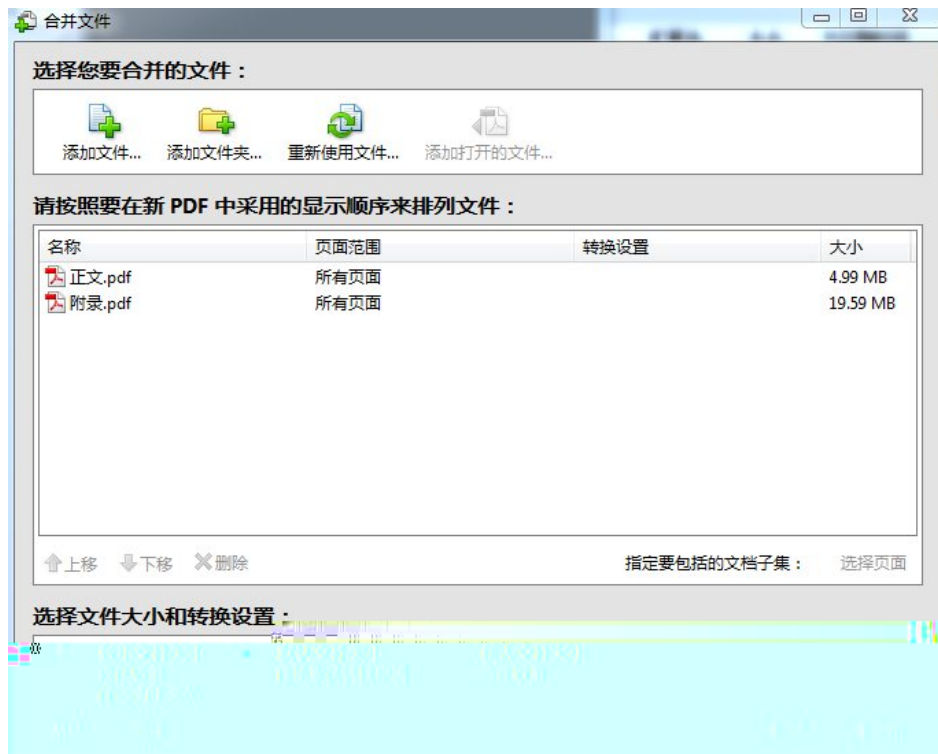 合并文件
选择您要合并的文件：
添加文件... 添加文件夹... 重新使用文件... 添加打开的文件...
请按照要在新 PDF 中采用的显示顺序来排列文件：
名称 页面范围 转换设置 大小
正文.pdf 所有页面 4.99 MB
附录.pdf 所有页面 19.59 MB
上移 下移 删除 指定要包括的文档子集： 选择页面
选择文件大小和转换设置：